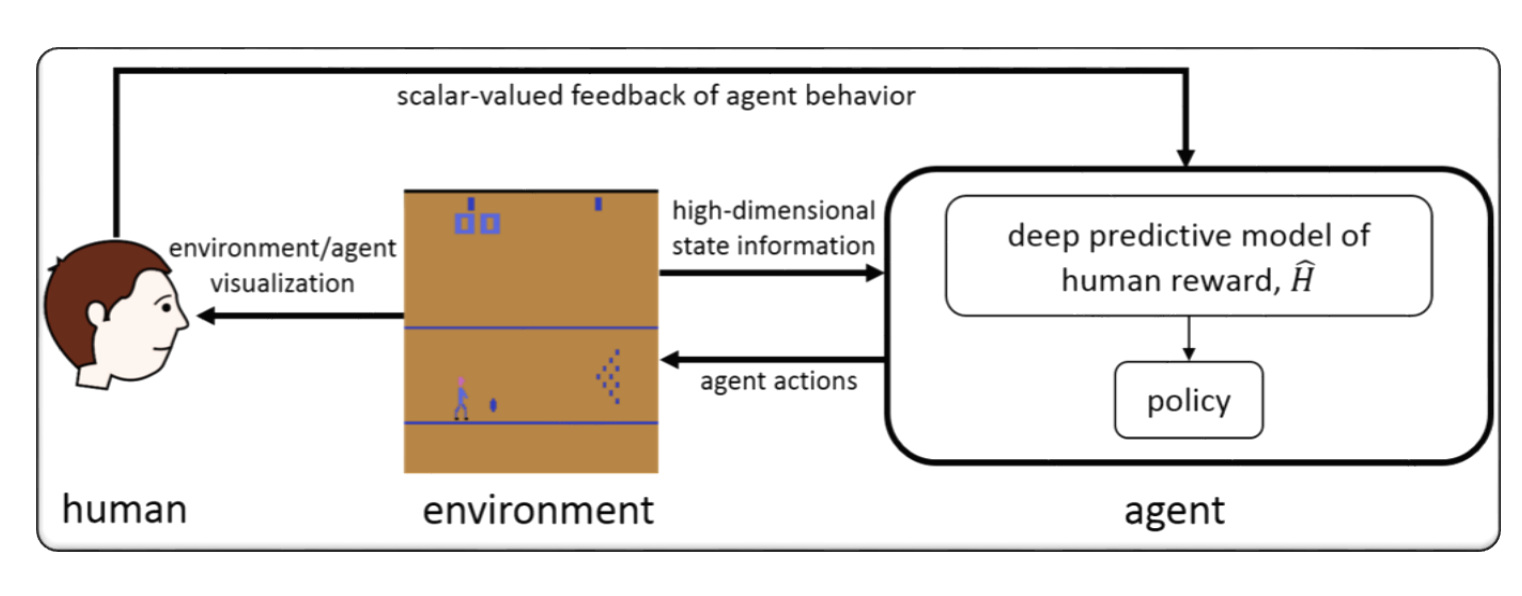 scalar-valued feedback of agent behavior
environment/agent
visualization
high-dimensional
state information
agent actions
deep predictive model of
human reward, Ĥ
policy
human
environment
agent
00